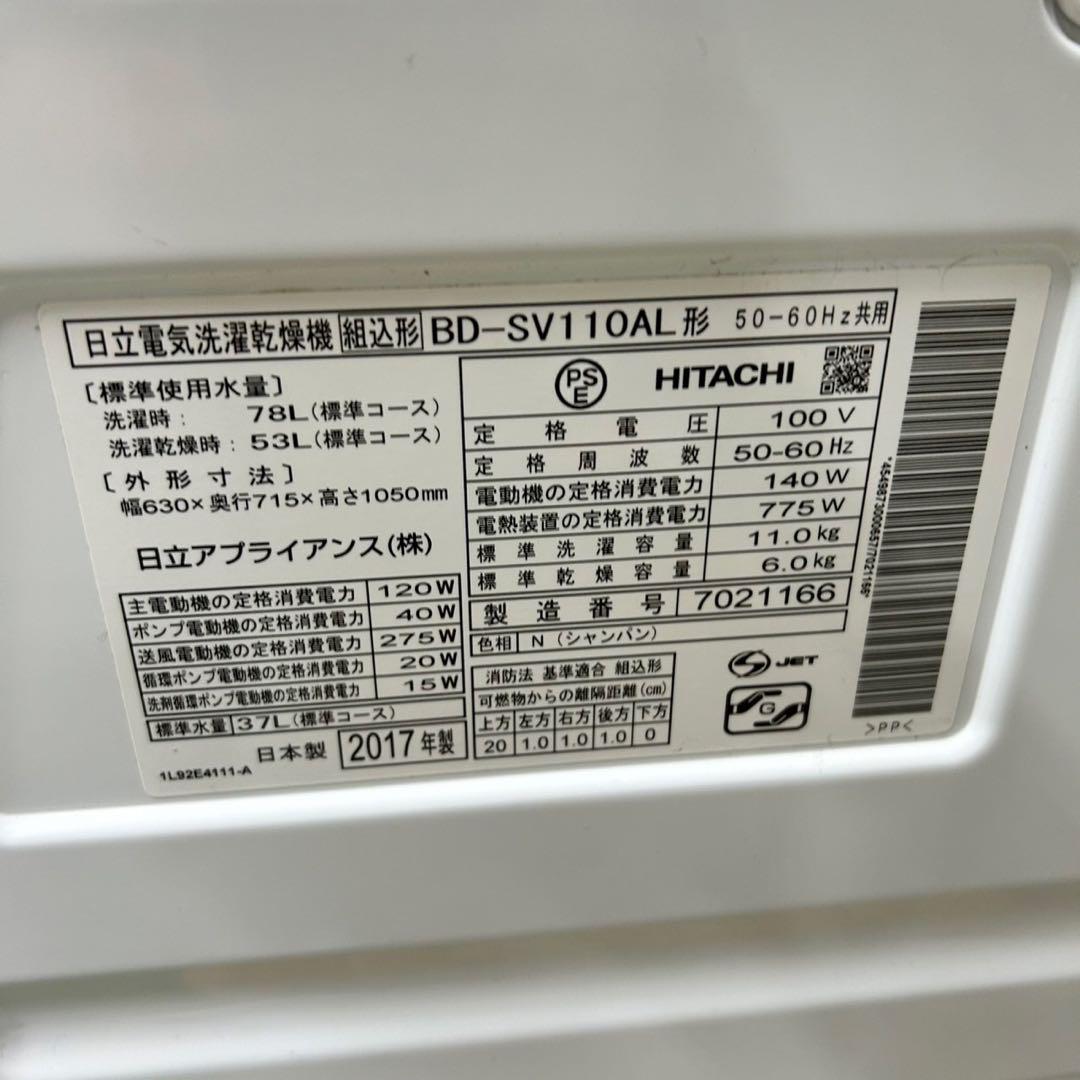 日立電気洗濯乾燥機 組込形 BD-SV110AL形 50-60Hz共用
[標準使用水量]
洗濯時: 78L(標準コース)
洗濯乾燥時: 53L(標準コース)
[外形寸法]
幅630×奥行715×高さ1050mm
日立アプライアンス(株)
主電動機の定格消費電力 120W
ポンプ電動機の定格消費電力 40W
送風電動機の定格消費電力 275W
循環ポンプ電動機の定格消費電力 20W
洗剤循環ポンプ電動機の定格消費電力 15W
標準水量 37L(標準コース)
日本製 2017年製
1L92E4111-A
PSE HITACHI
定格電圧 100V
定格周波数 50-60Hz
電動機の定格消費電力 140W
電熱装置の定格消費電力 775W
標準洗濯容量 11.0kg
標準乾燥容量 6.0kg
製造番号 7021166
色相 N(シャンパン)
消防法 基準適合 組込形
可燃物からの離隔距離(cm)
上方 左方 右方 後方 下方
20 1.0 1.0 1.0 0
S JET
G
>PP<
*4549873000657/7021166*